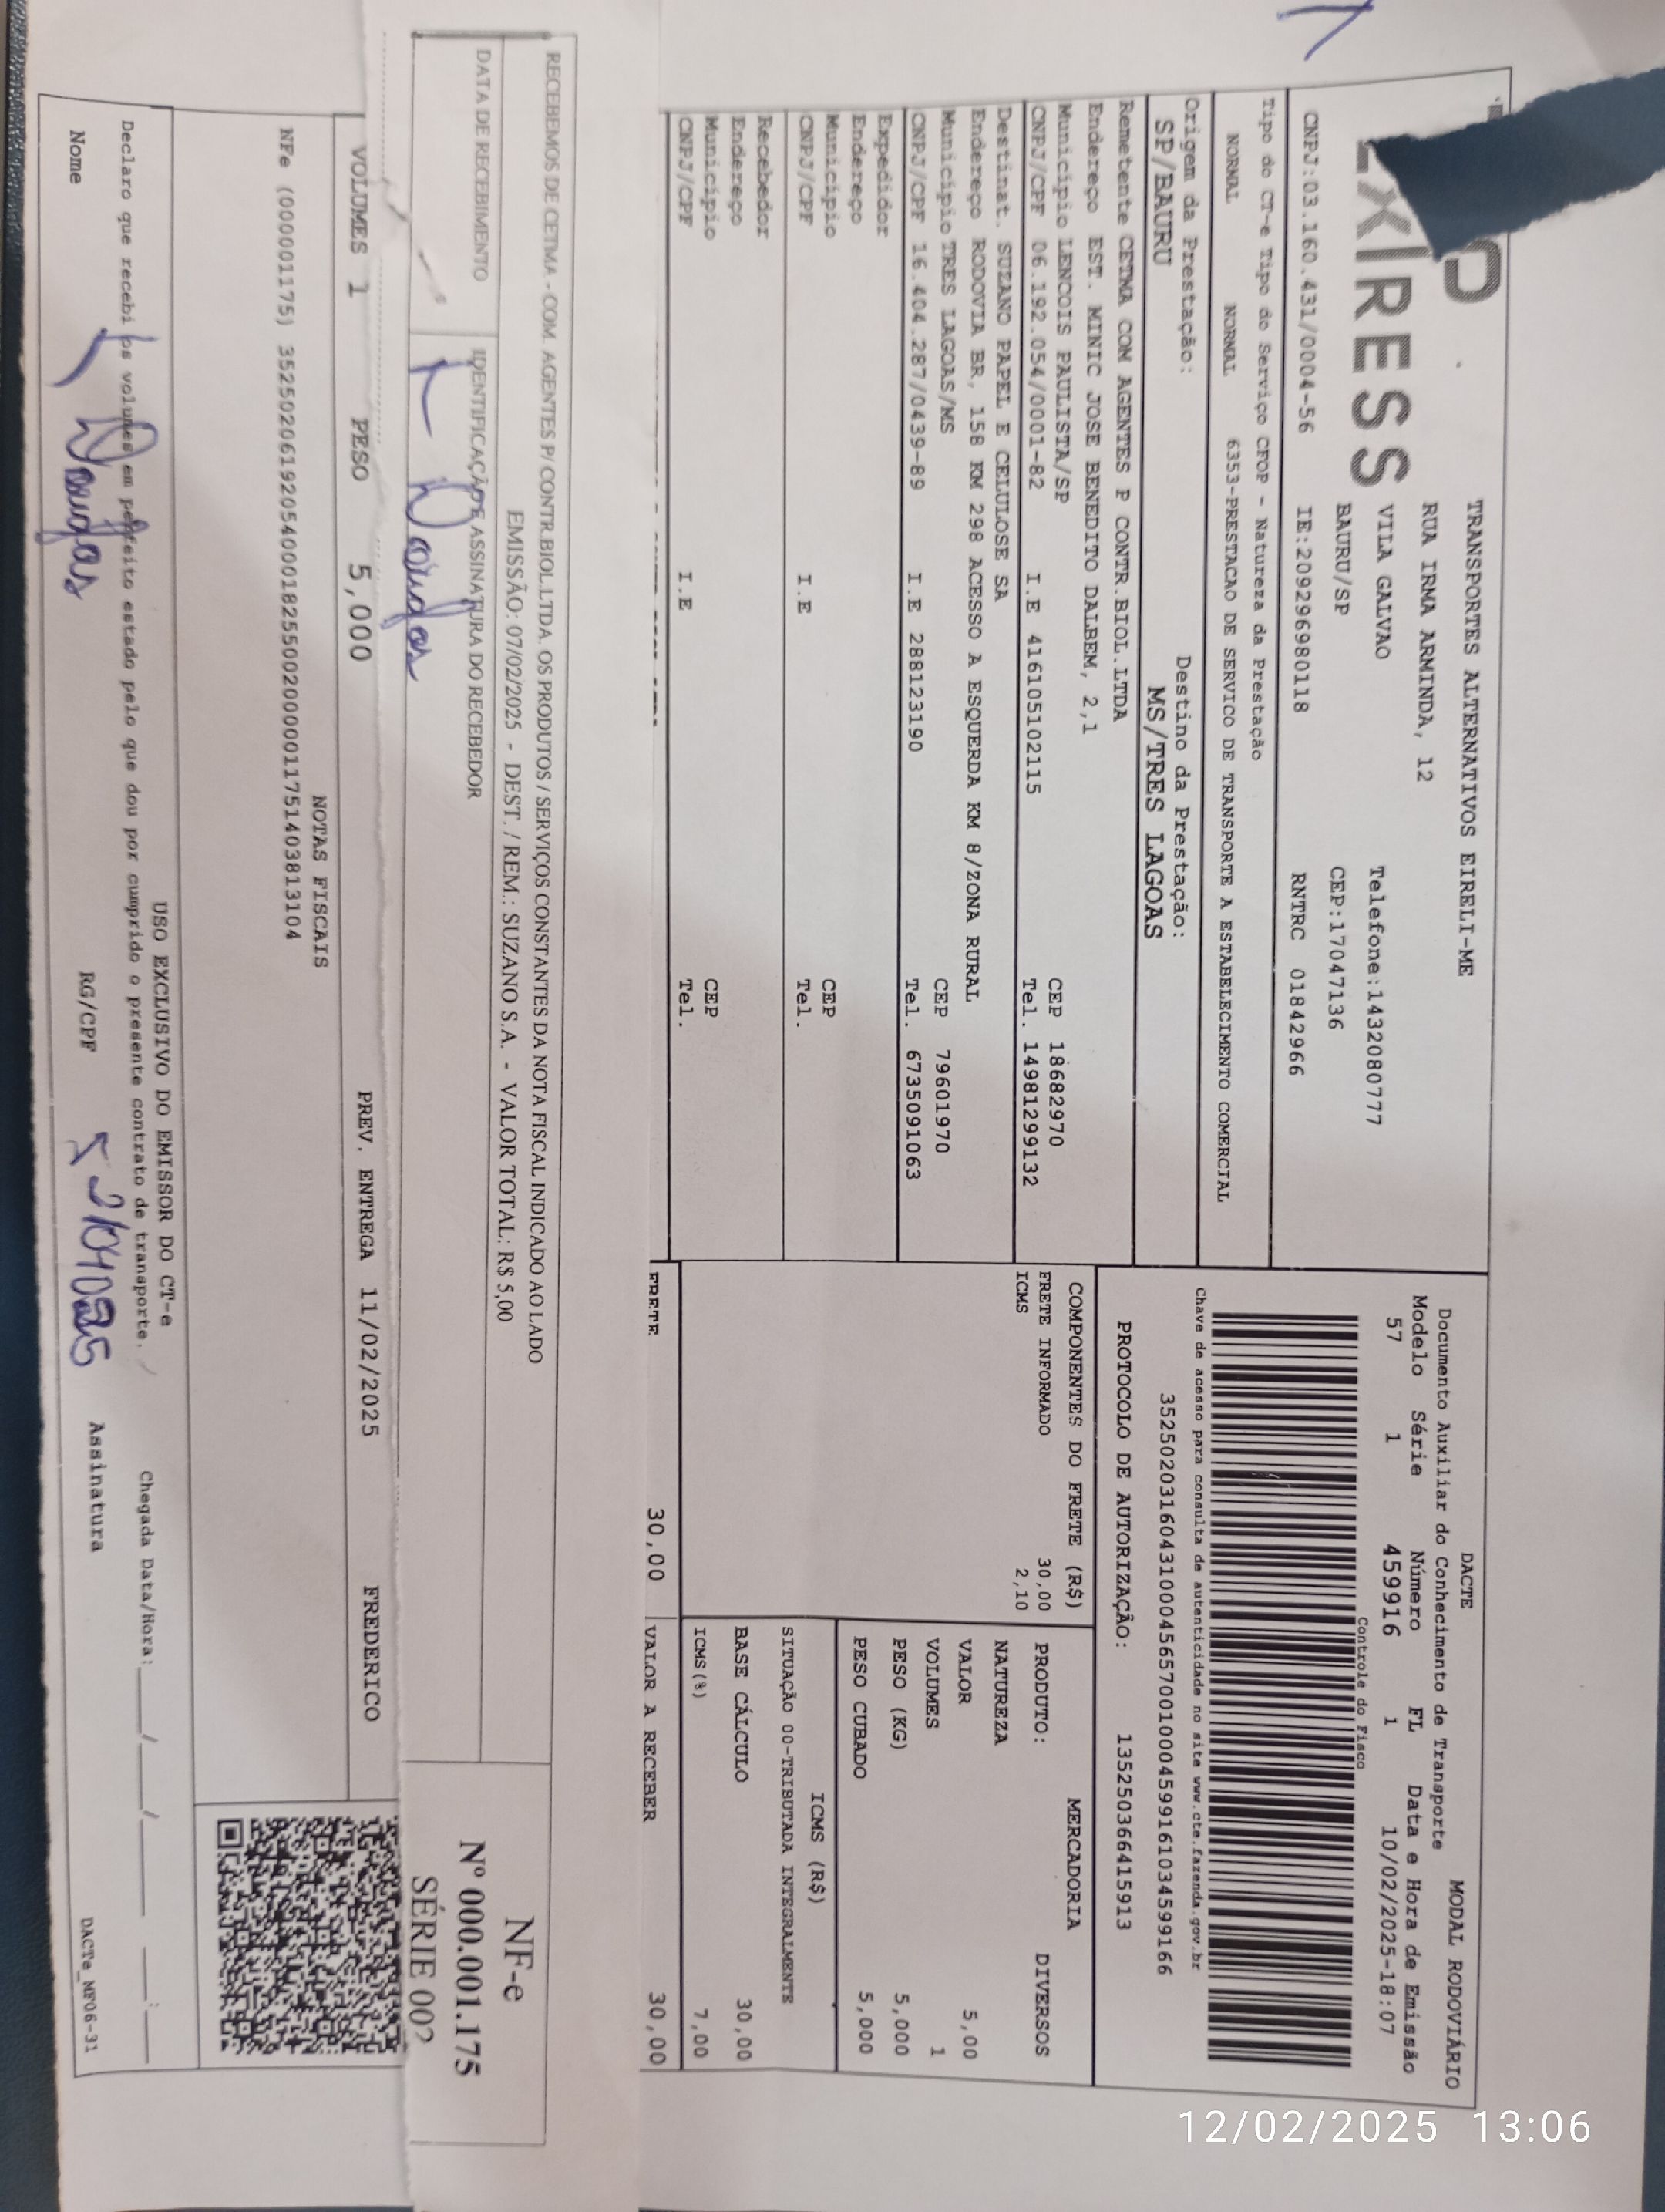 EXPRESS
TRANSPORTES ALTERNATIVOS EIRELI-ME
RUA IRMA ARMINDA, 12
VILA GALVAO Telefone:1432080777
BAURU/SP CEP:17047136
CNPJ:03.160.431/0004-56 IE:209296980118 RNTRC 01842966
Tipo do CT-e Tipo do Serviço CFOP - Natureza da Prestação
NORMAL NORMAL 6353-PRESTACAO DE SERVICO DE TRANSPORTE A ESTABELECIMENTO COMERCIAL
Origem da Prestação: Destino da Prestação:
SP/BAURU MS/TRES LAGOAS
Remetente CETMA COM AGENTES P CONTR.BIOL.LTDA
Endereço EST. MINIC JOSE BENEDITO DALBEM, 2,1
Município LENCOIS PAULISTA/SP CEP 18682970
CNPJ/CPF 06.192.054/0001-82 I.E 416105102115 Tel. 14981299132
Destinat. SUZANO PAPEL E CELULOSE SA
Endereço RODOVIA BR, 158 KM 298 ACESSO A ESQUERDA KM 8/ZONA RURAL
Município TRES LAGOAS/MS CEP 79601970
CNPJ/CPF 16.404.287/0439-89 I.E 288123190 Tel. 6735091063
Expedidor
Endereço
Município CEP
CNPJ/CPF I.E Tel.
Recebedor
Endereço
Município CEP
CNPJ/CPF I.E Tel.
DACTE MODAL RODOVIÁRIO
Documento Auxiliar do Conhecimento de Transporte
Modelo Série Número FL Data e Hora de Emissão
57 1 459916 1 10/02/2025-18:07
Controle do Fisco
Chave de acesso para consulta de autenticidade no site www.cte.fazenda.gov.br
35250203160431000456570010004599161034599166
PROTOCOLO DE AUTORIZAÇÃO: 135250366415913
COMPONENTES DO FRETE (R$)
FRETE INFORMADO 30,00
ICMS 2,10
MERCADORIA
PRODUTO: DIVERSOS
NATUREZA
VALOR 5,00
VOLUMES 1
PESO (KG) 5,000
PESO CUBADO 5,000
ICMS (R$)
SITUAÇÃO 00-TRIBUTADA INTEGRALMENTE
BASE CÁLCULO 30,00
ICMS(%) 7,00
FRETE 30,00 VALOR A RECEBER 30,00
RECEBEMOS DE CETMA - COM. AGENTES P/ CONTR.BIOL.LTDA. OS PRODUTOS / SERVIÇOS CONSTANTES DA NOTA FISCAL INDICADO AO LADO
EMISSÃO: 07/02/2025 - DEST. / REM.: SUZANO S.A. - VALOR TOTAL: R$ 5,00
DATA DE RECEBIMENTO IDENTIFICAÇÃO E ASSINATURA DO RECEBEDOR
Douglas
NF-e
Nº 000.001.175
SÉRIE 002
VOLUMES 1 PESO 5,000 PREV. ENTREGA 11/02/2025 FREDERICO
NOTAS FISCAIS
NFe (000001175) 35250206192054000182550020000011751403813104
USO EXCLUSIVO DO EMISSOR DO CT-e
Declaro que recebi os volumes em perfeito estado pelo que dou por cumprido o presente contrato de transporte. Chegada Data/Hora:____/____/____ ____:____
Nome Douglas RG/CPF Assinatura DACTe_MF06-31
12/02/2025 13:06